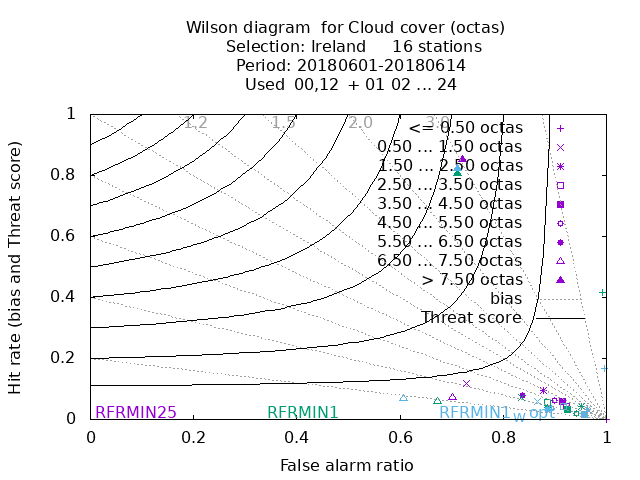 Wilson diagram  for Cloud cover (octas)
Selection: Ireland     16 stations
Period: 20180601-20180614
Used  00,12  + 01 02 ... 24
Hit rate (bias and Threat score)
1
0.8
0.6
0.4
0.2
0
1.2 1.5 2.0 3.0
<= 0.50 octas
0.50 ... 1.50 octas
1.50 ... 2.50 octas
2.50 ... 3.50 octas
3.50 ... 4.50 octas
4.50 ... 5.50 octas
5.50 ... 6.50 octas
6.50 ... 7.50 octas
> 7.50 octas
bias
Threat score
RFRMIN25 RFRMIN1 RFRMIN1w opt
0 0.2 0.4 0.6 0.8 1
False alarm ratio